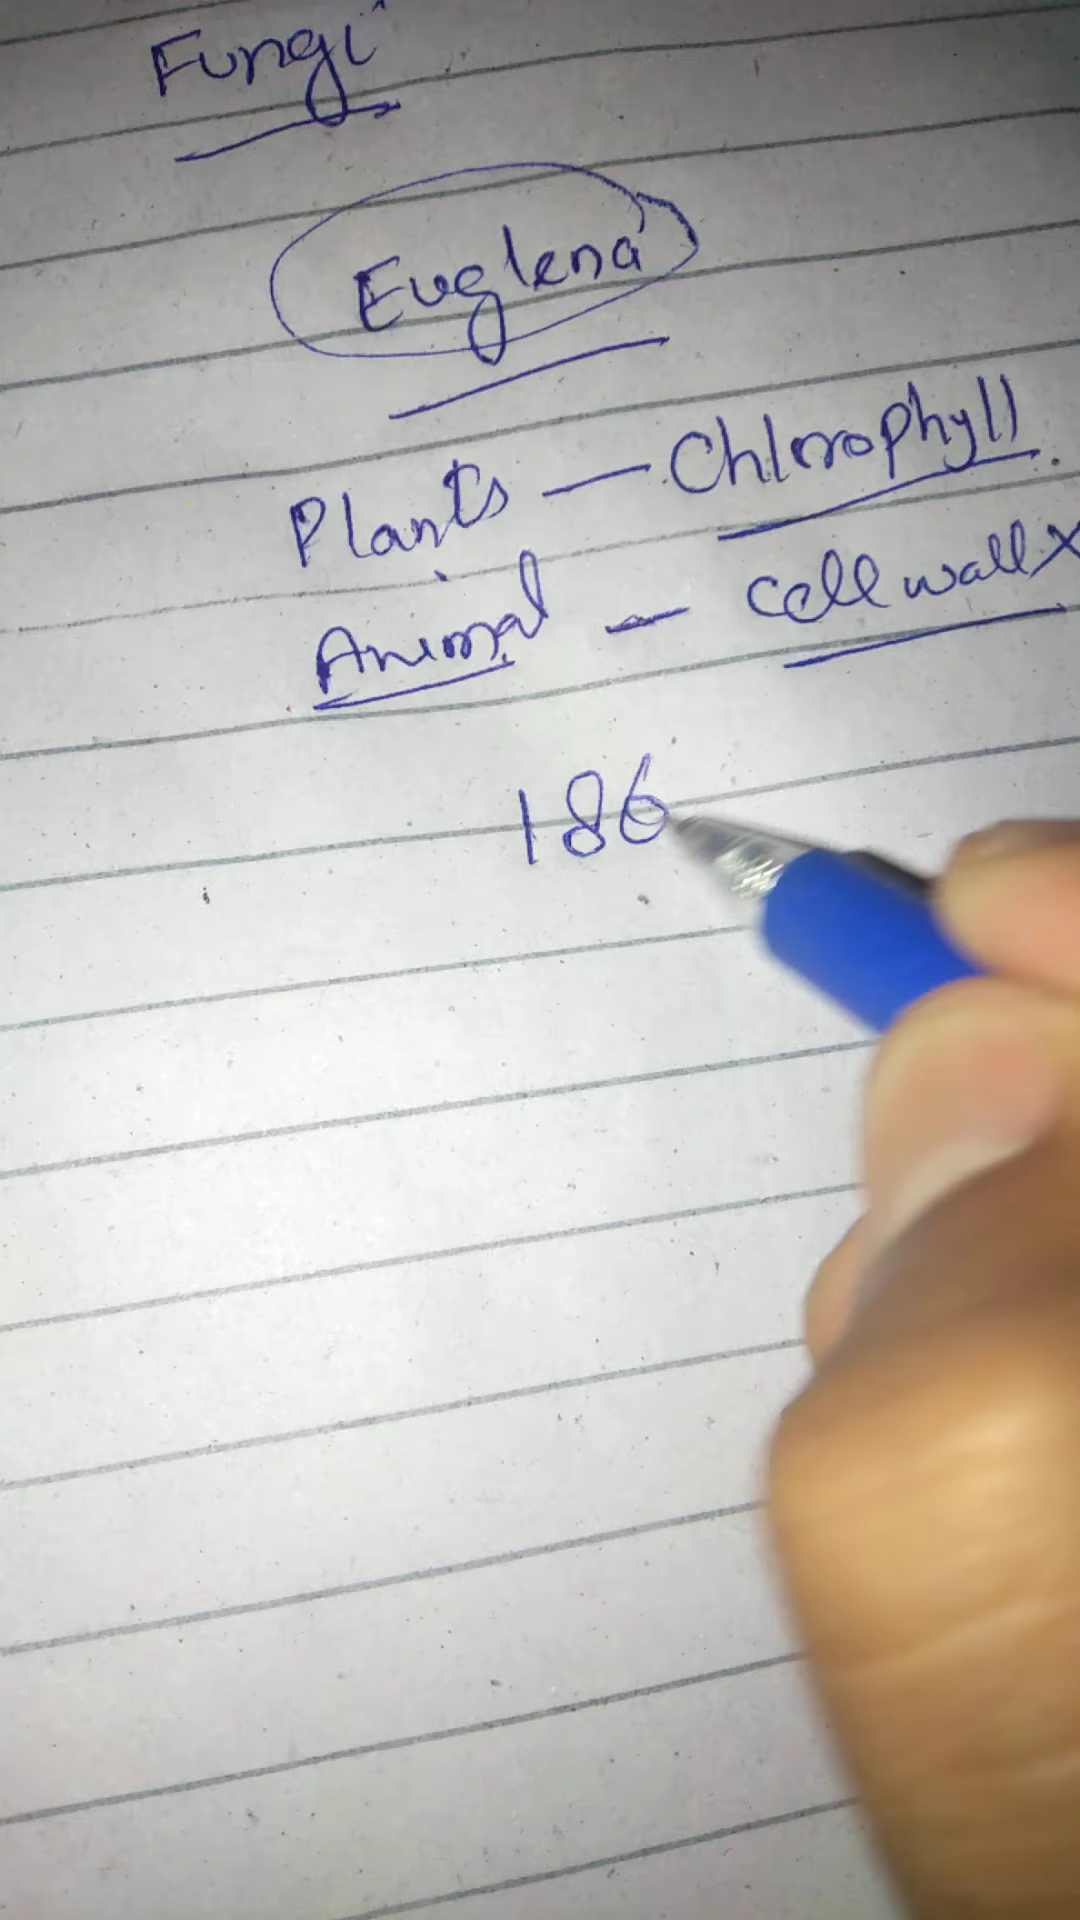 Fungi
Euglena
Plants — Chlorophyll
Animal — Cell wall x
186